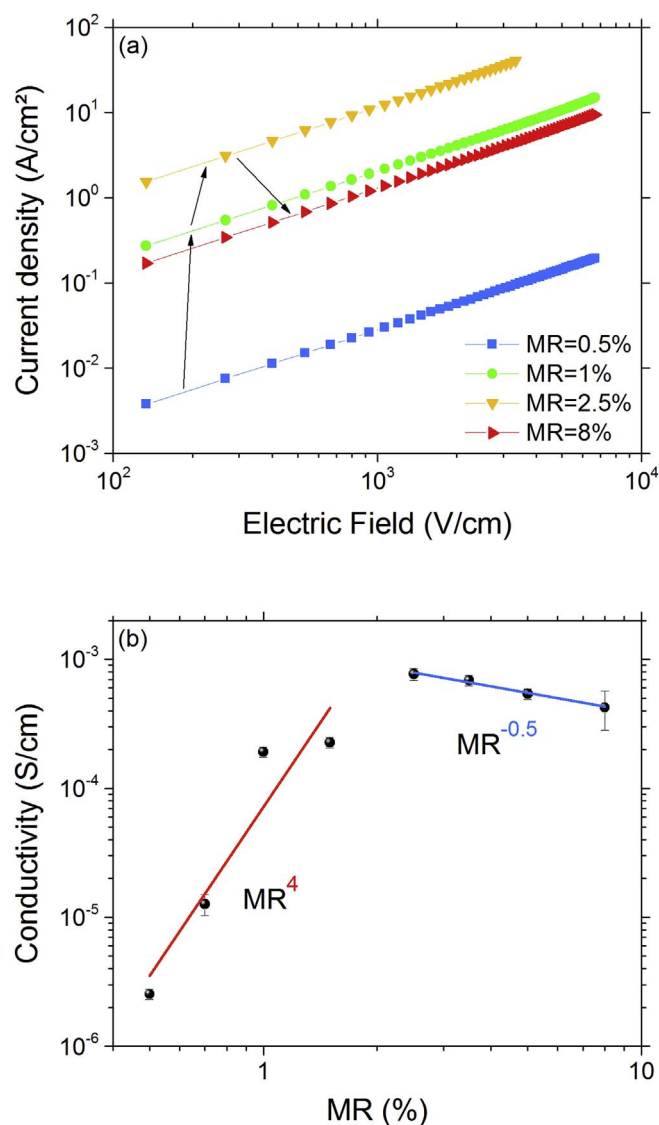 (a)
10²
10¹
10⁰
10⁻¹
10⁻²
10⁻³
Current density (A/cm²)
MR=0.5%
MR=1%
MR=2.5%
MR=8%
10²
10³
10⁴
Electric Field (V/cm)
(b)
10⁻³
10⁻⁴
10⁻⁵
10⁻⁶
Conductivity (S/cm)
MR⁻⁰·⁵
MR⁴
1
10
MR (%)